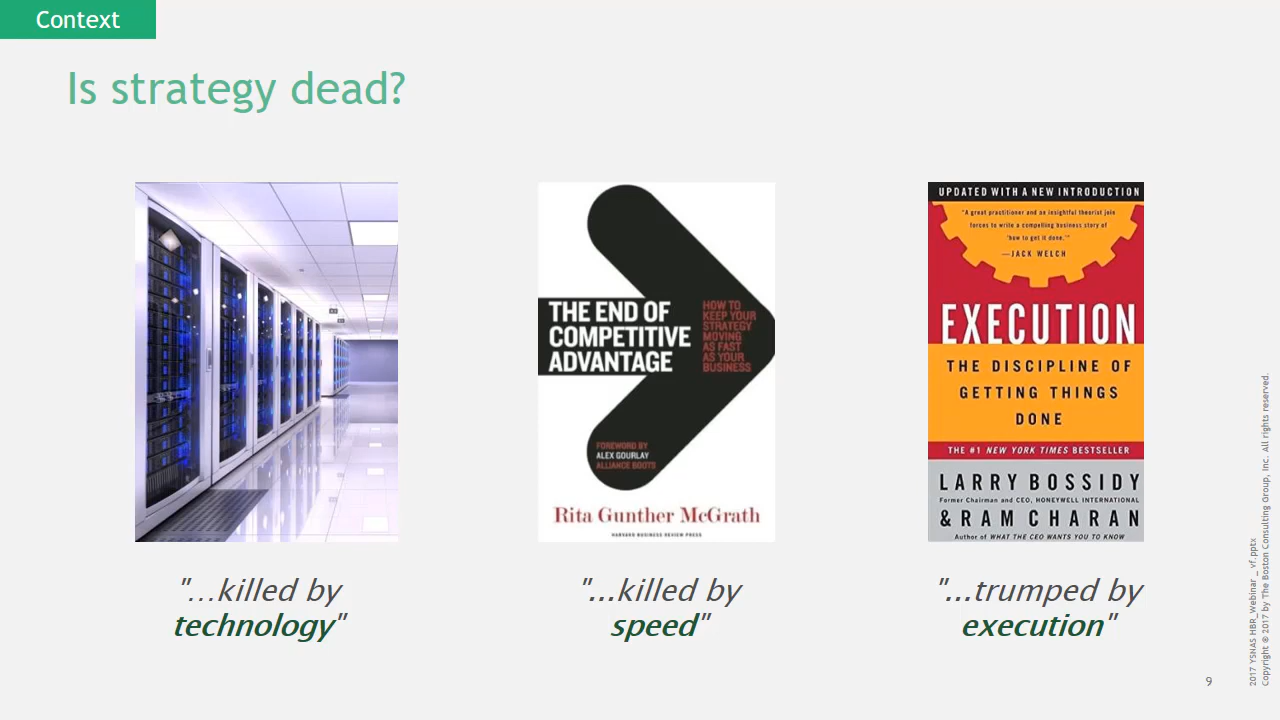 Context
Is strategy dead?
THE END OF
COMPETITIVE
ADVANTAGE
HOW TO
KEEP YOUR
STRATEGY
MOVING
AS FAST
AS YOUR
BUSINESS
FOREWORD BY
ALEX GOURLAY
ALLIANCE BOOTS
Rita Gunther McGrath
HARVARD BUSINESS REVIEW PRESS
UPDATED WITH A NEW INTRODUCTION
"A great practitioner and an insightful theorist join
forces to write a compelling business story of
'how to get it done.'"
—JACK WELCH
EXECUTION
THE DISCIPLINE OF
GETTING THINGS
DONE
THE #1 NEW YORK TIMES BESTSELLER
LARRY BOSSIDY
Former Chairman and CEO, HONEYWELL INTERNATIONAL
& RAM CHARAN
Author of WHAT THE CEO WANTS YOU TO KNOW
"...killed by
technology"
"...killed by
speed"
"...trumped by
execution"
2017 YSNAS HBR_Webinar _ vf.pptx
Copyright © 2017 by The Boston Consulting Group, Inc. All rights reserved.
9